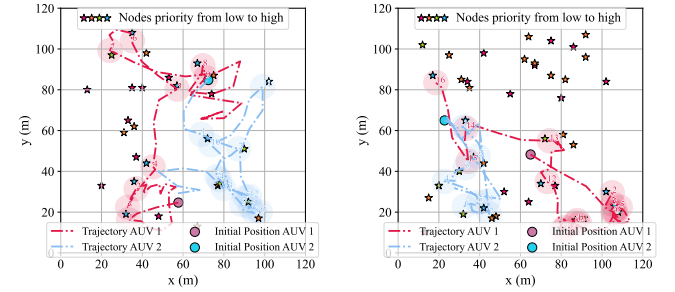 Nodes priority from low to high
120
100
80
60
40
20
0
y (m)
Trajectory AUV 1
Trajectory AUV 2
Initial Position AUV 1
Initial Position AUV 2
0 20 40 60 80 100 120
x (m)
Nodes priority from low to high
120
100
80
60
40
20
0
y (m)
Trajectory AUV 1
Trajectory AUV 2
Initial Position AUV 1
Initial Position AUV 2
0 20 40 60 80 100 120
x (m)